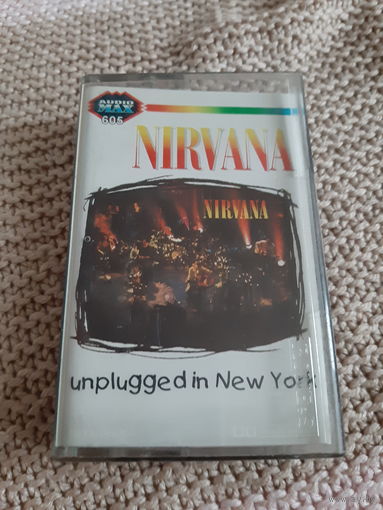 AUDIO
MAX
605
NIRVANA
NIRVANA
unplugged in New York